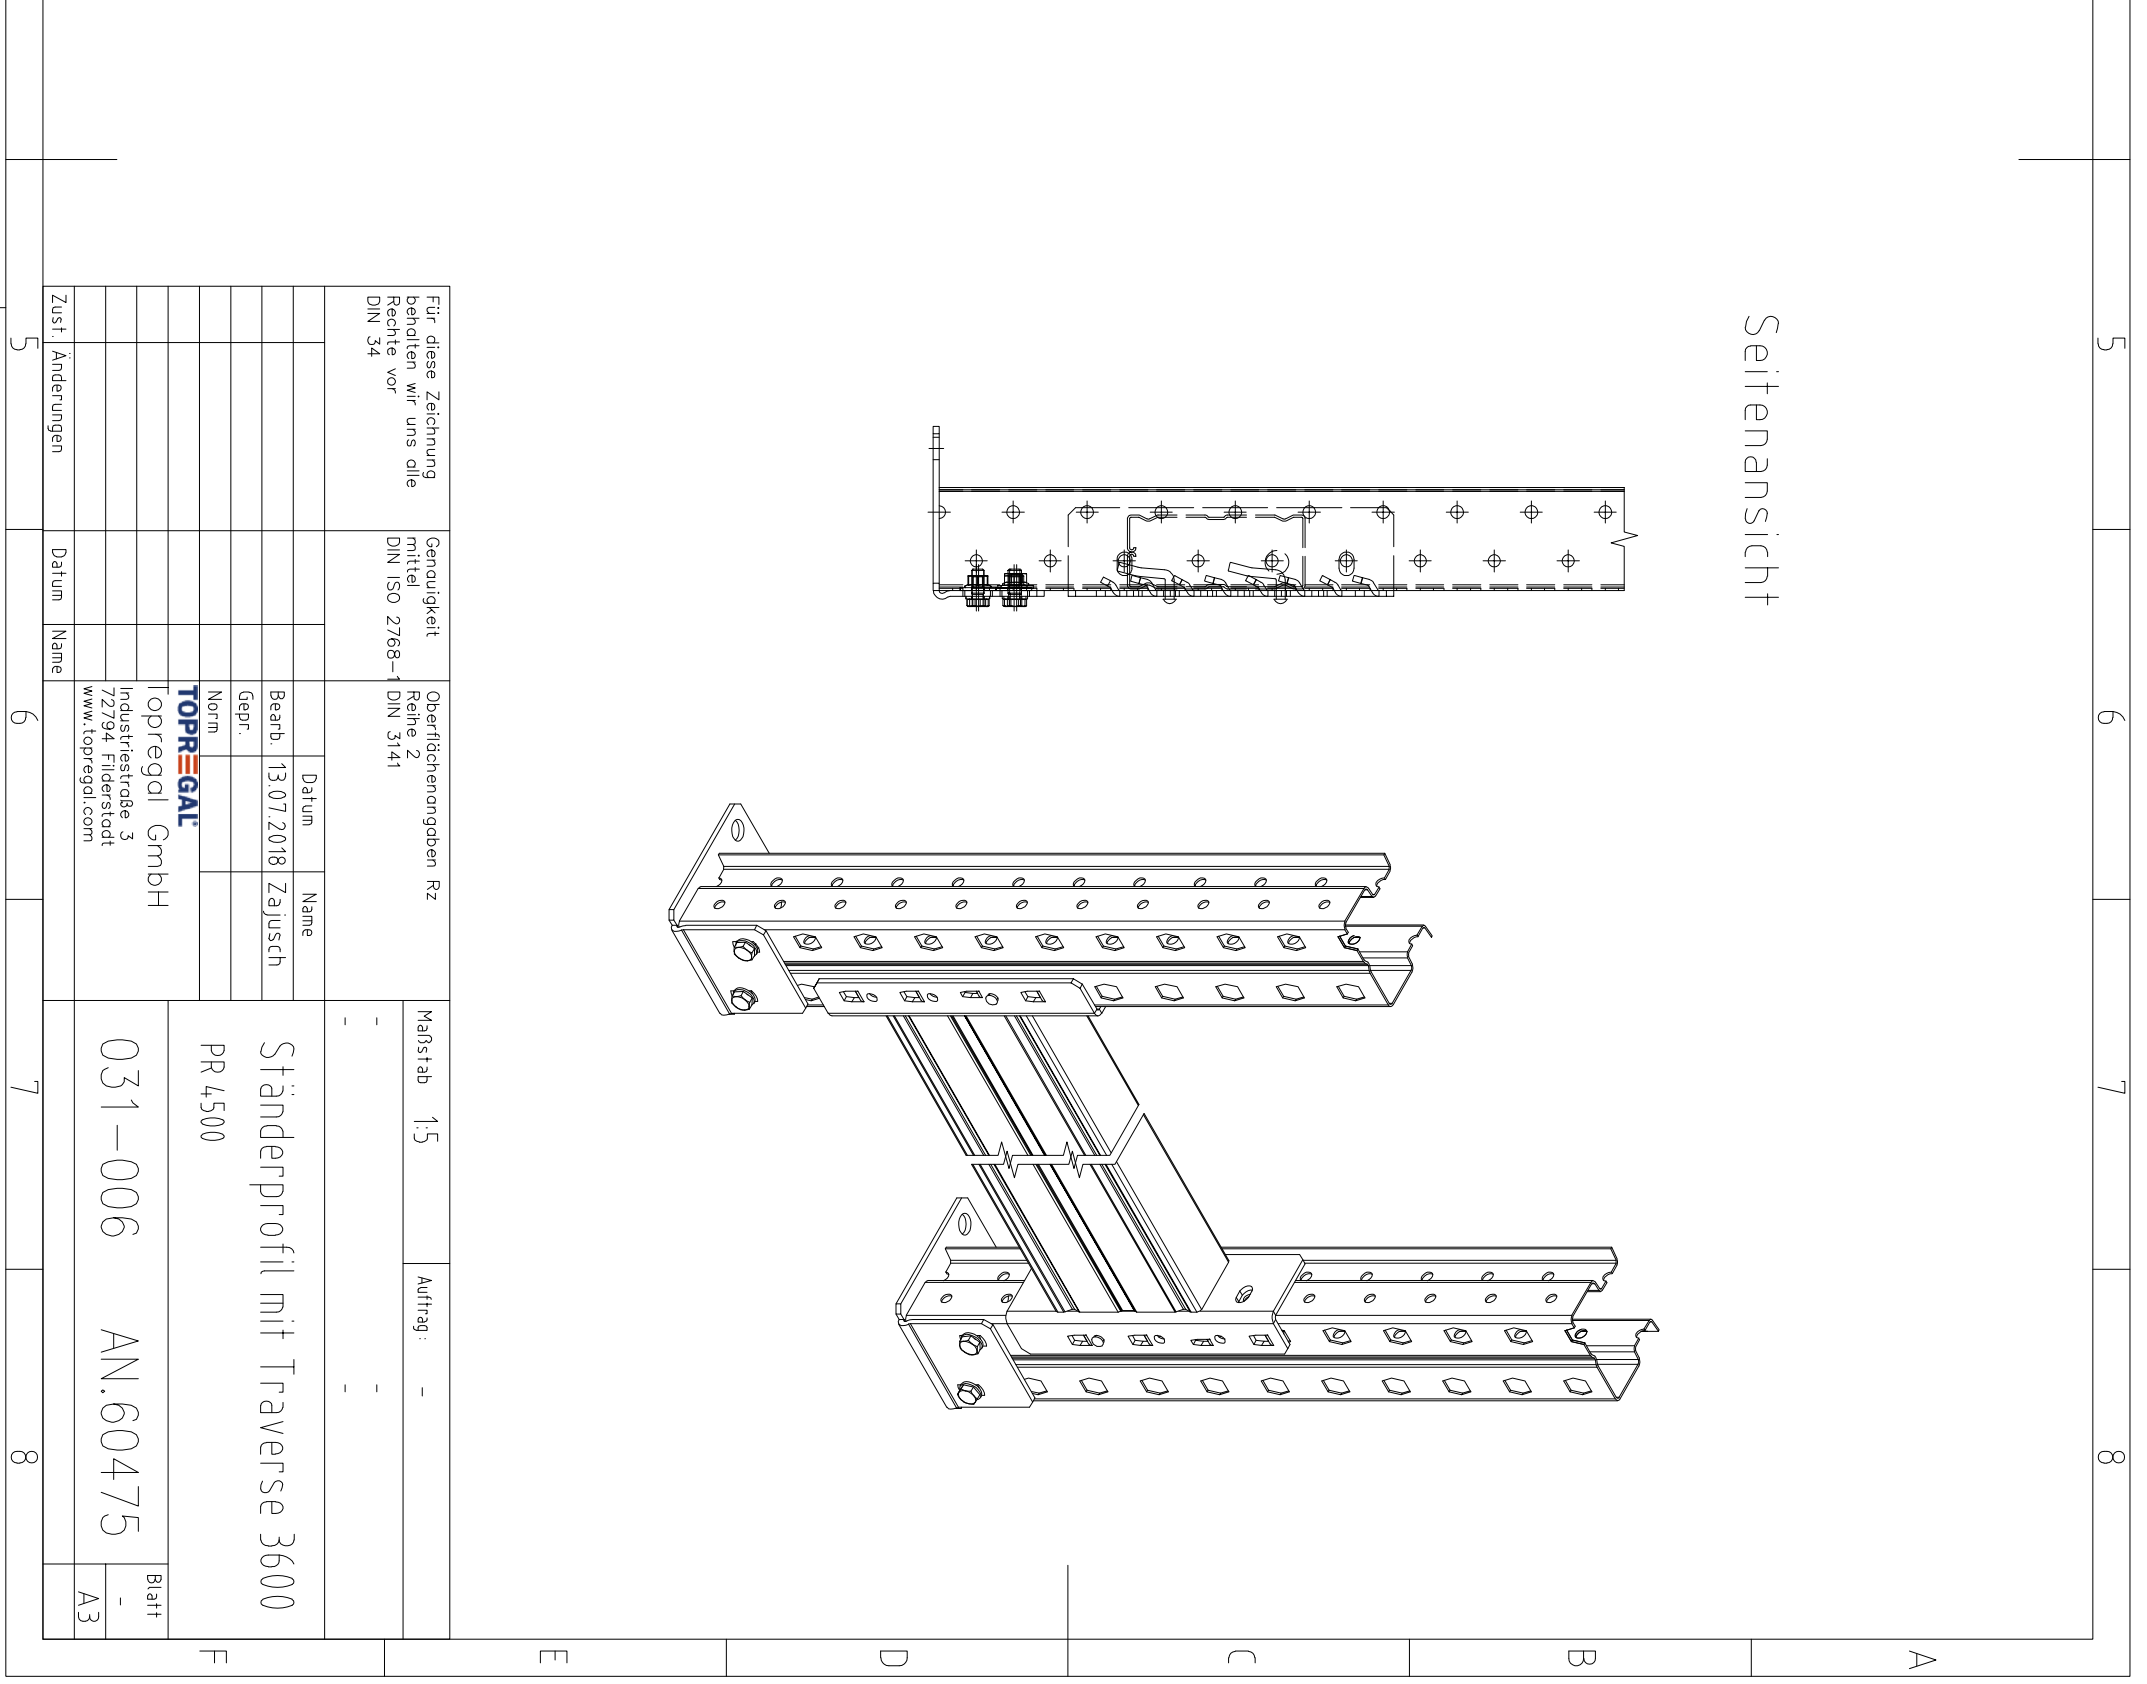 5
6
7
8
A
B
C
D
E
F
Seitenansicht
Für diese Zeichnung
behalten wir uns alle
Rechte vor
DIN 34
Genauigkeit
mittel
DIN ISO 2768-1
Oberflächenangaben Rz
Reihe 2
DIN 3141
Maßstab 1:5
Auftrag: -
- -
- -
Datum Name
Bearb. 13.07.2018 Zajusch
Gepr.
Norm
Ständerprofil mit Traverse 3600
PR 4500
TOPREGAL
Topregal GmbH
Industriestraße 3
72794 Filderstadt
www.topregal.com
031-006 AN.60475
Blatt
-
A3
Zust. Änderungen Datum Name
5
6
7
8